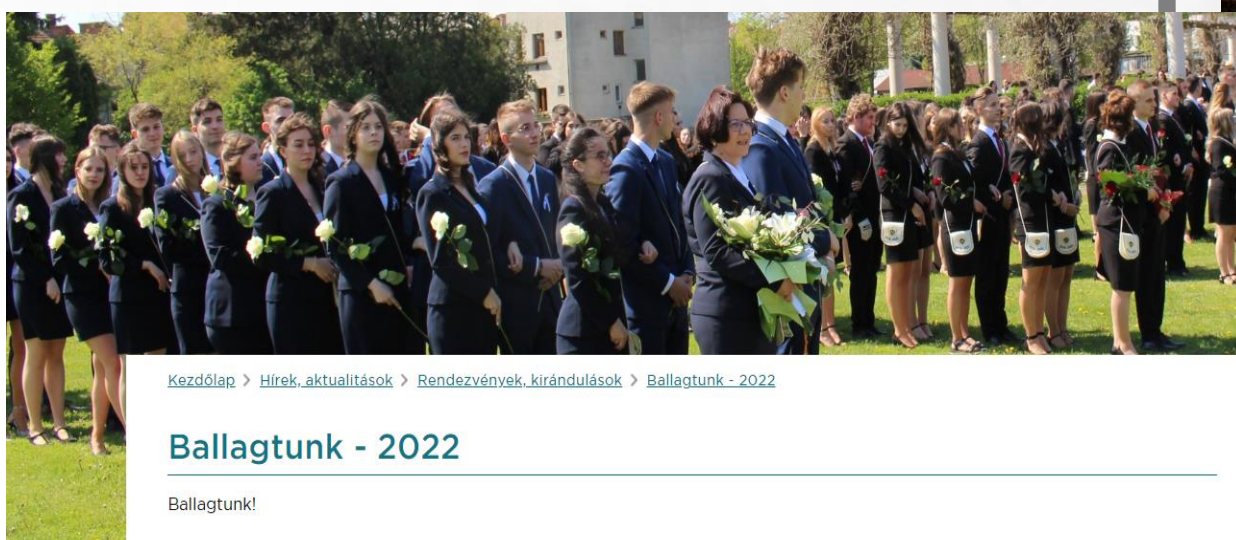 Kezdőlap > Hírek, aktualitások > Rendezvények, kirándulások > Ballagtunk - 2022
Ballagtunk - 2022
Ballagtunk!